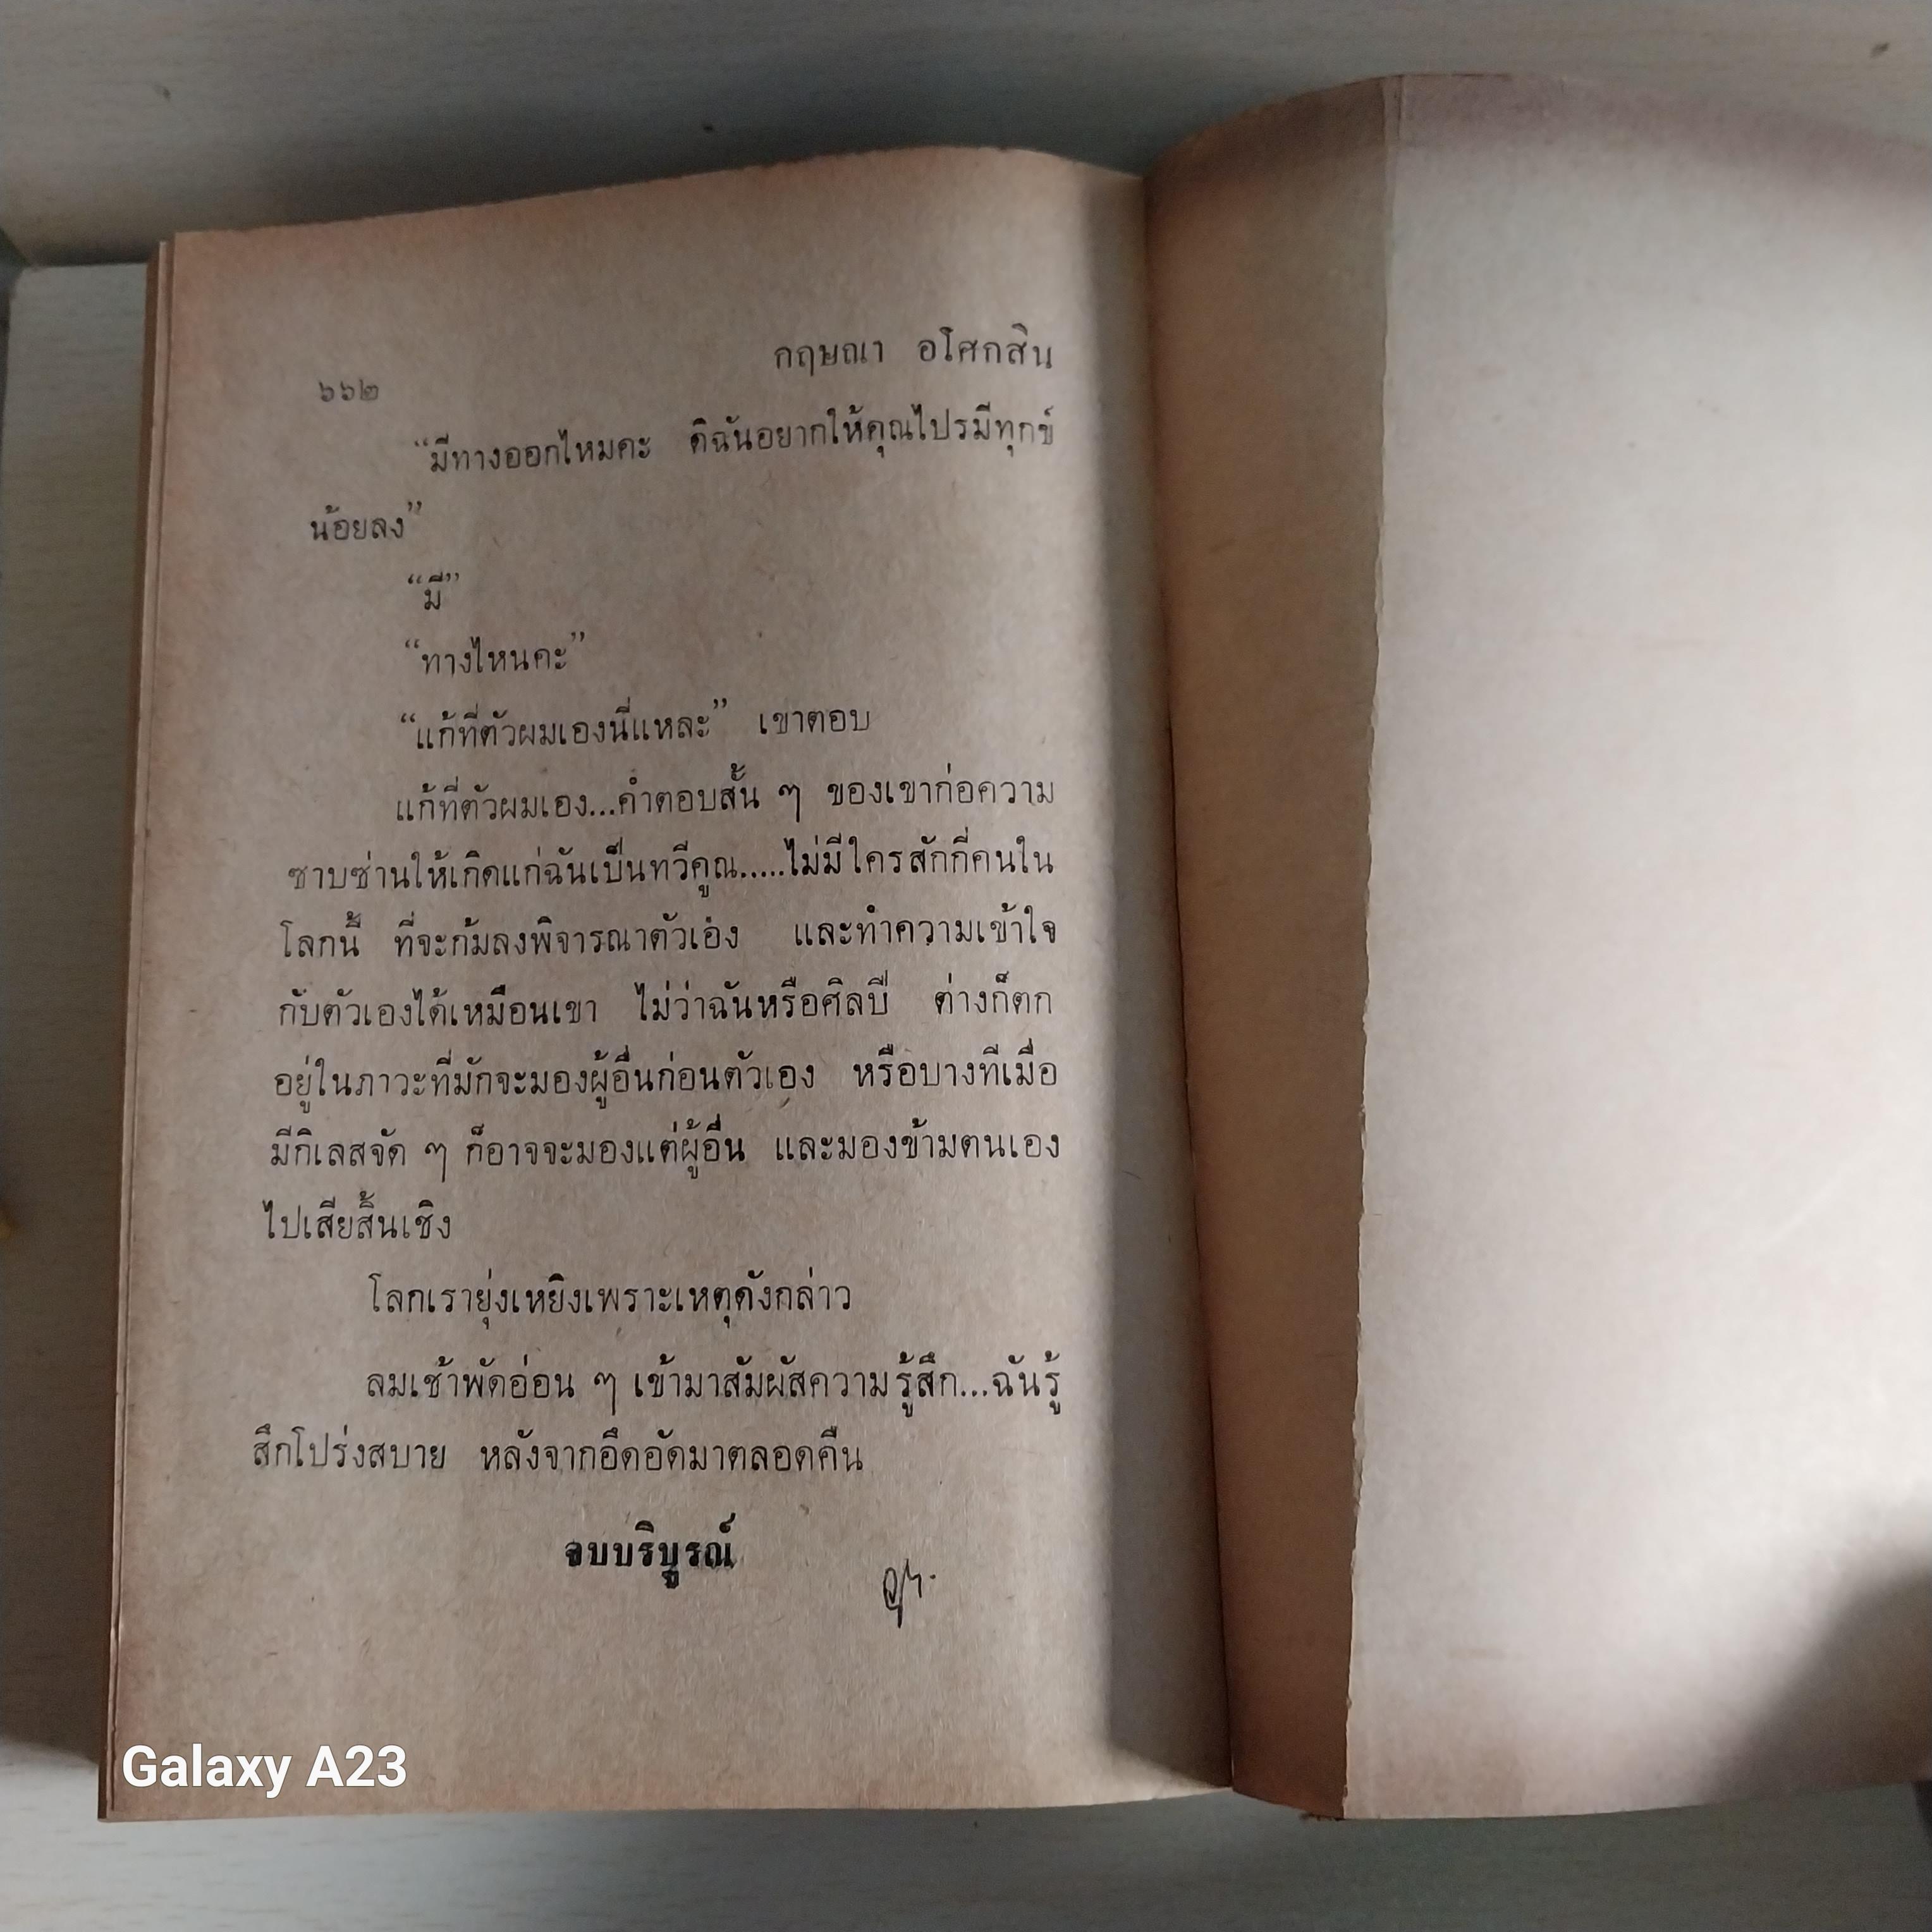 กฤษณา อโศกสิน
๖๖๒
“มีทางออกไหมคะ ดิฉันอยากให้คุณไปรมีทุกข์
น้อยลง”
“มี”
“ทางไหนคะ”
“แก้ที่ตัวผมเองนี่แหละ” เขาตอบ
แก้ที่ตัวผมเอง...คำตอบสั้น ๆ ของเขาก่อความ
ซาบซ่านให้เกิดแก่ฉันเป็นทวีคูณ.....ไม่มีใครสักกี่คนใน
โลกนี้ ที่จะก้มลงพิจารณาตัวเอง และทำความเข้าใจ
กับตัวเองได้เหมือนเขา ไม่ว่าฉันหรือศิลปี ต่างก็ตก
อยู่ในภาวะที่มักจะมองผู้อื่นก่อนตัวเอง หรือบางทีเมื่อ
มีกิเลสจัด ๆ ก็อาจจะมองแต่ผู้อื่น และมองข้ามตนเอง
ไปเสียสิ้นเชิง
โลกเรายุ่งเหยิงเพราะเหตุดังกล่าว
ลมเช้าพัดอ่อน ๆ เข้ามาสัมผัสความรู้สึก...ฉันรู้
สึกโปร่งสบาย หลังจากอึดอัดมาตลอดคืน
จบบริบูรณ์
Galaxy A23